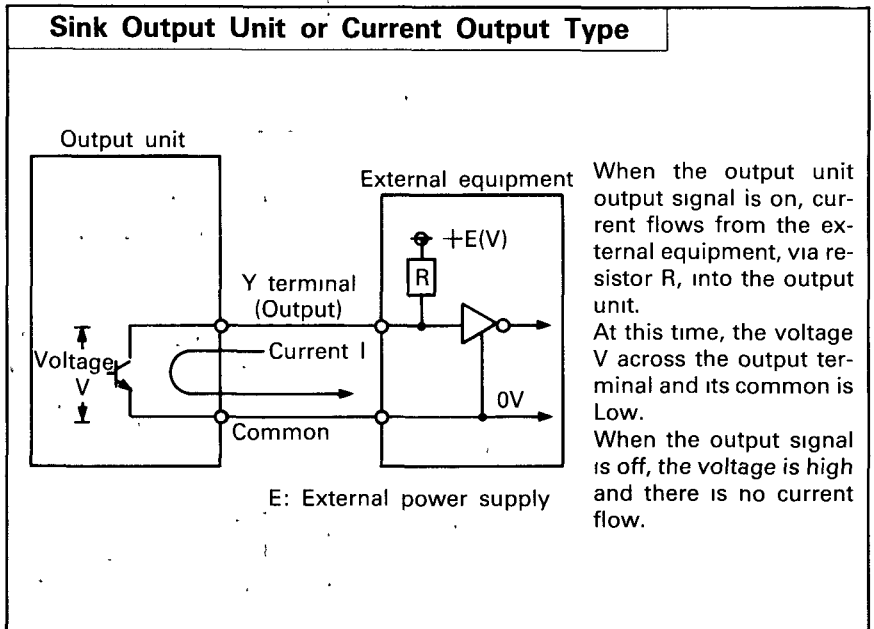 Sink Output Unit or Current Output Type
Output unit
External equipment
+E(V)
R
Y terminal
(Output)
Current I
Voltage
V
0V
Common
E: External power supply
When the output unit
output signal is on, cur-
rent flows from the ex-
ternal equipment, via re-
sistor R, into the output
unit.
At this time, the voltage
V across the output ter-
minal and its common is
Low.
When the output signal
is off, the voltage is high
and there is no current
flow.